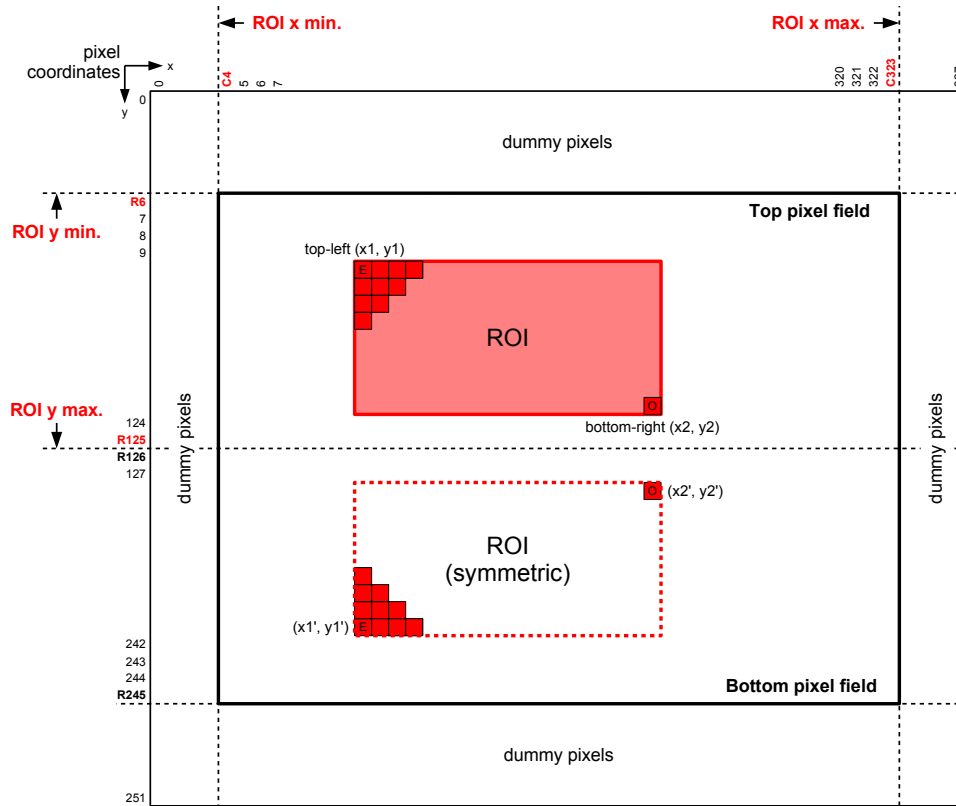 ROI x min.
ROI x max.
pixel
coordinates
x
y
0
C4
5
6
7
320
321
322
C323
0
dummy pixels
R6
7
8
9
ROI y min.
Top pixel field
top-left (x1, y1)
E
ROI
O
bottom-right (x2, y2)
ROI y max.
124
R125
R126
127
dummy pixels
dummy pixels
O
(x2', y2')
ROI
(symmetric)
(x1', y1')
E
242
243
244
R245
Bottom pixel field
dummy pixels
251